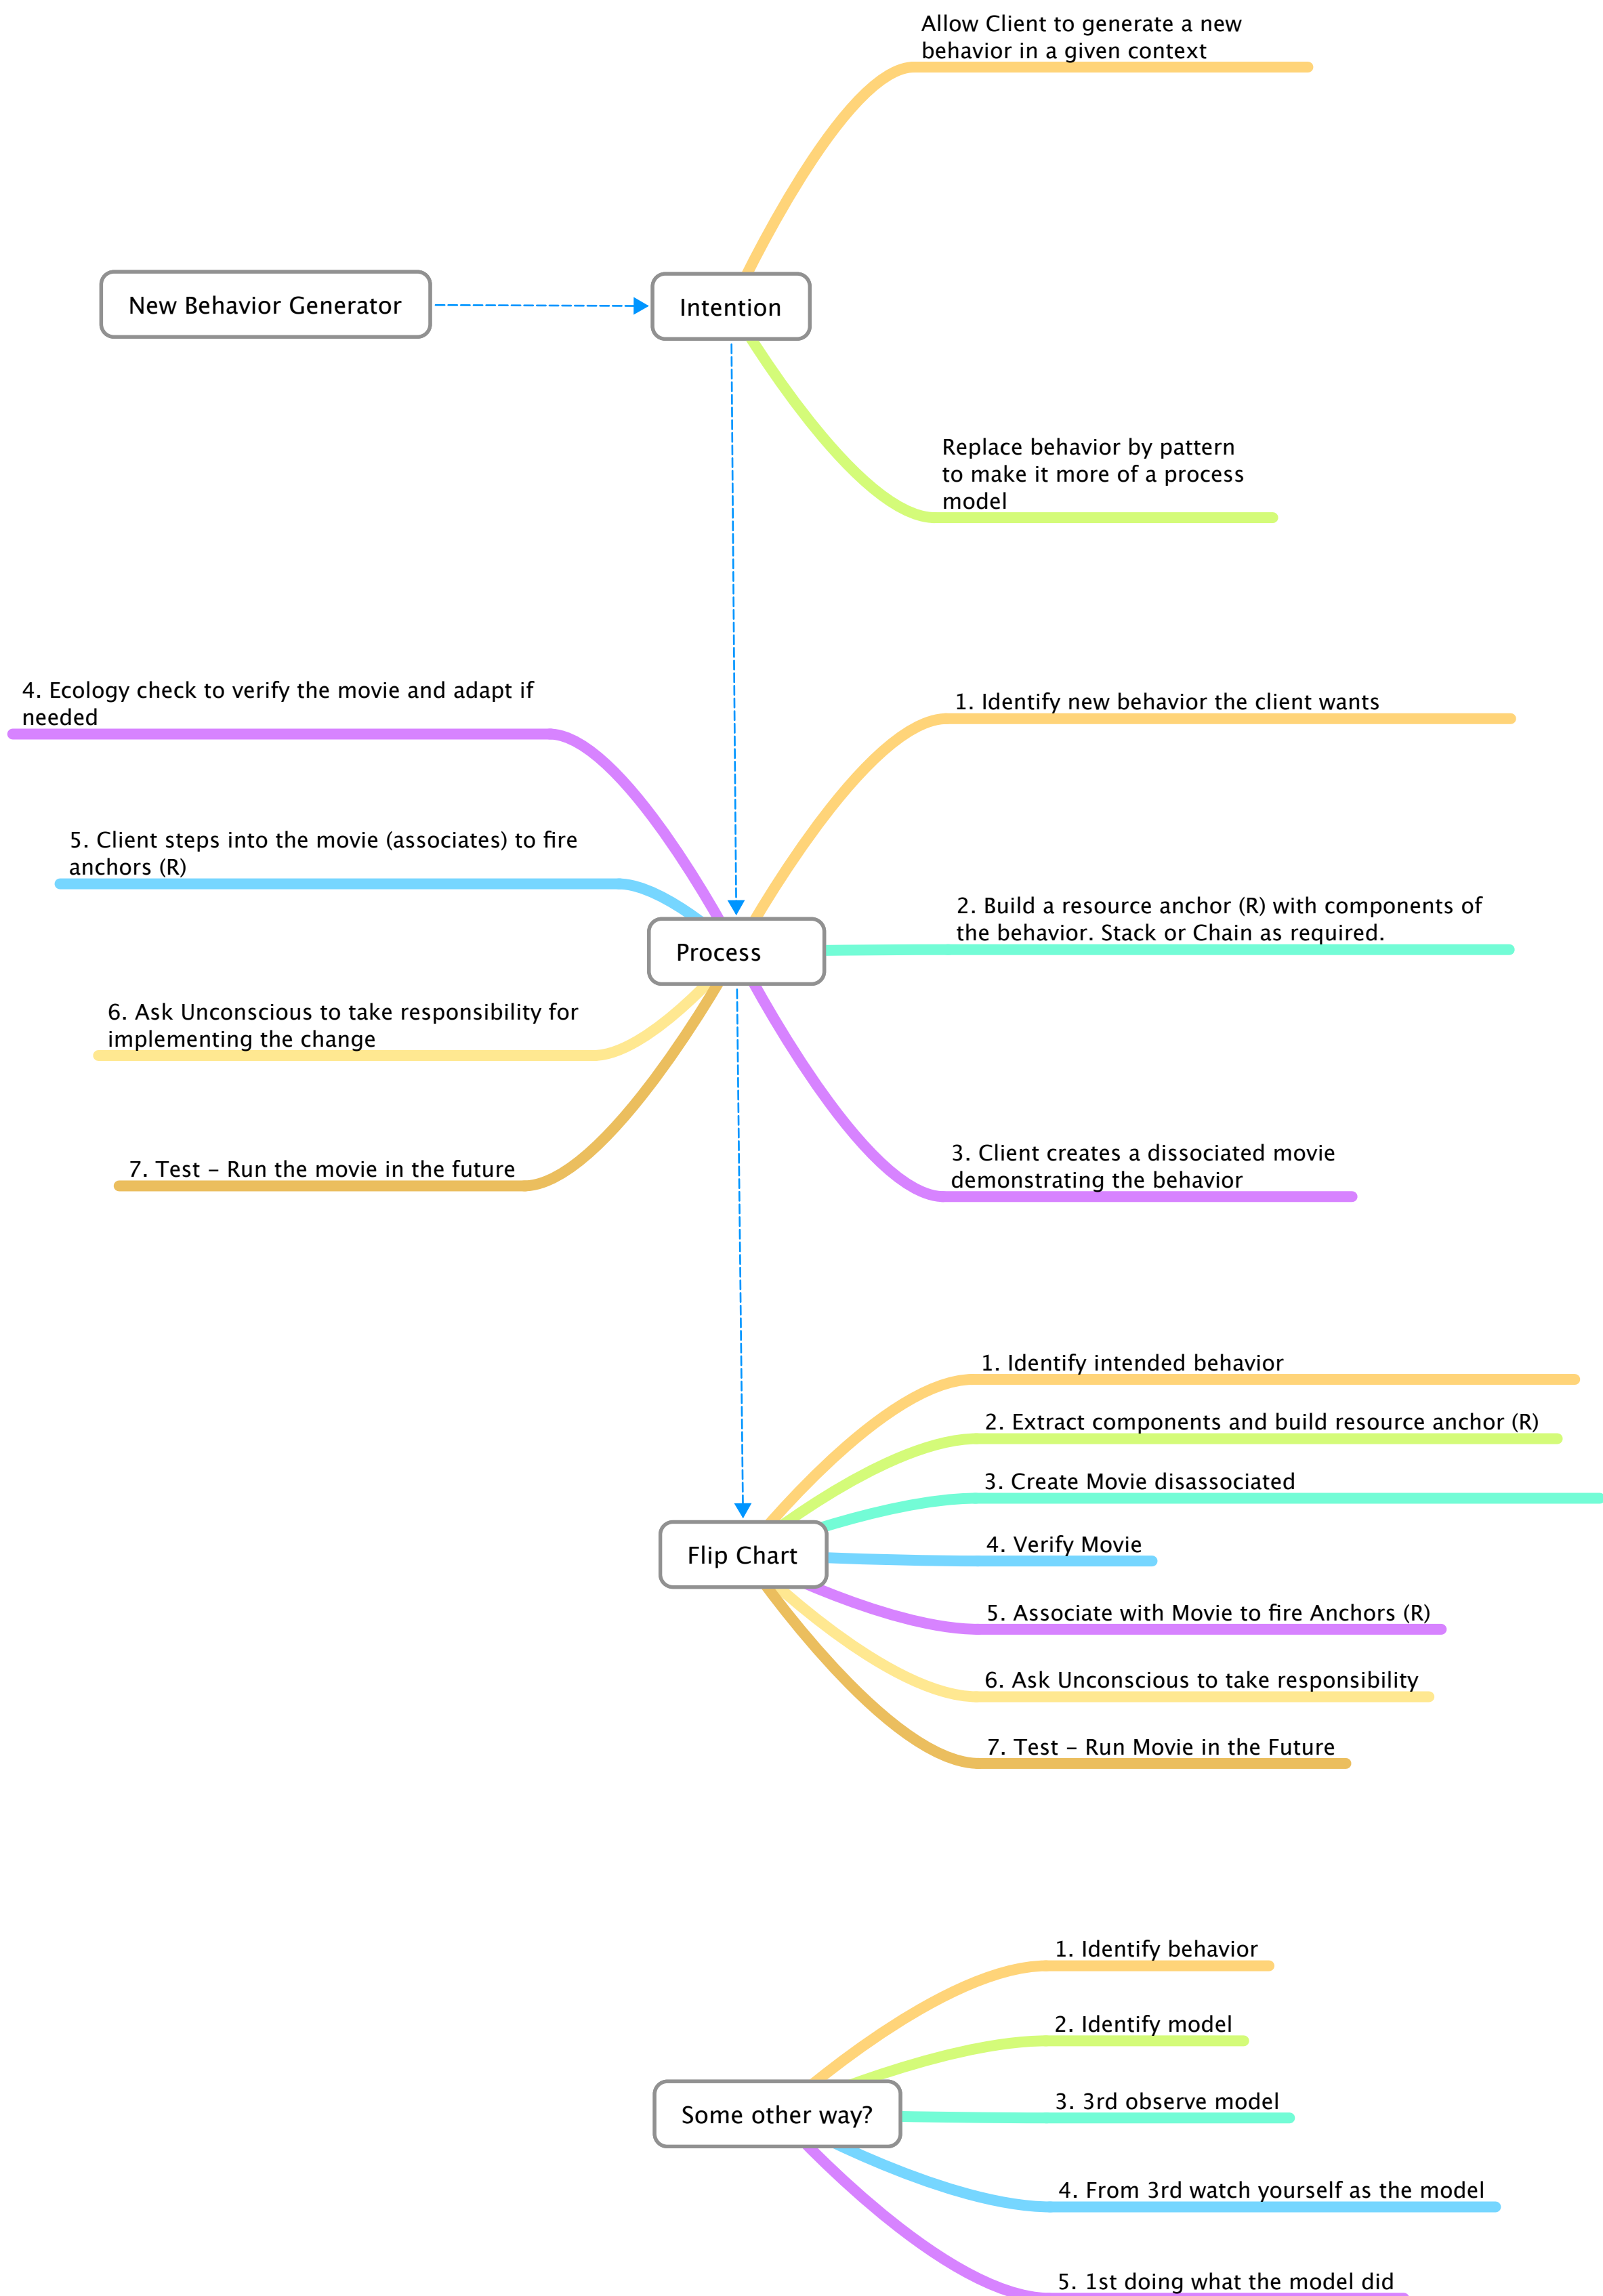 Allow Client to generate a new
behavior in a given context
New Behavior Generator
Intention
Replace behavior by pattern
to make it more of a process
model
4. Ecology check to verify the movie and adapt if
needed
1. Identify new behavior the client wants
5. Client steps into the movie (associates) to fire
anchors (R)
2. Build a resource anchor (R) with components of
the behavior. Stack or Chain as required.
Process
6. Ask Unconscious to take responsibility for
implementing the change
7. Test – Run the movie in the future
3. Client creates a dissociated movie
demonstrating the behavior
1. Identify intended behavior
2. Extract components and build resource anchor (R)
3. Create Movie disassociated
4. Verify Movie
Flip Chart
5. Associate with Movie to fire Anchors (R)
6. Ask Unconscious to take responsibility
7. Test – Run Movie in the Future
1. Identify behavior
2. Identify model
3. 3rd observe model
Some other way?
4. From 3rd watch yourself as the model
5. 1st doing what the model did